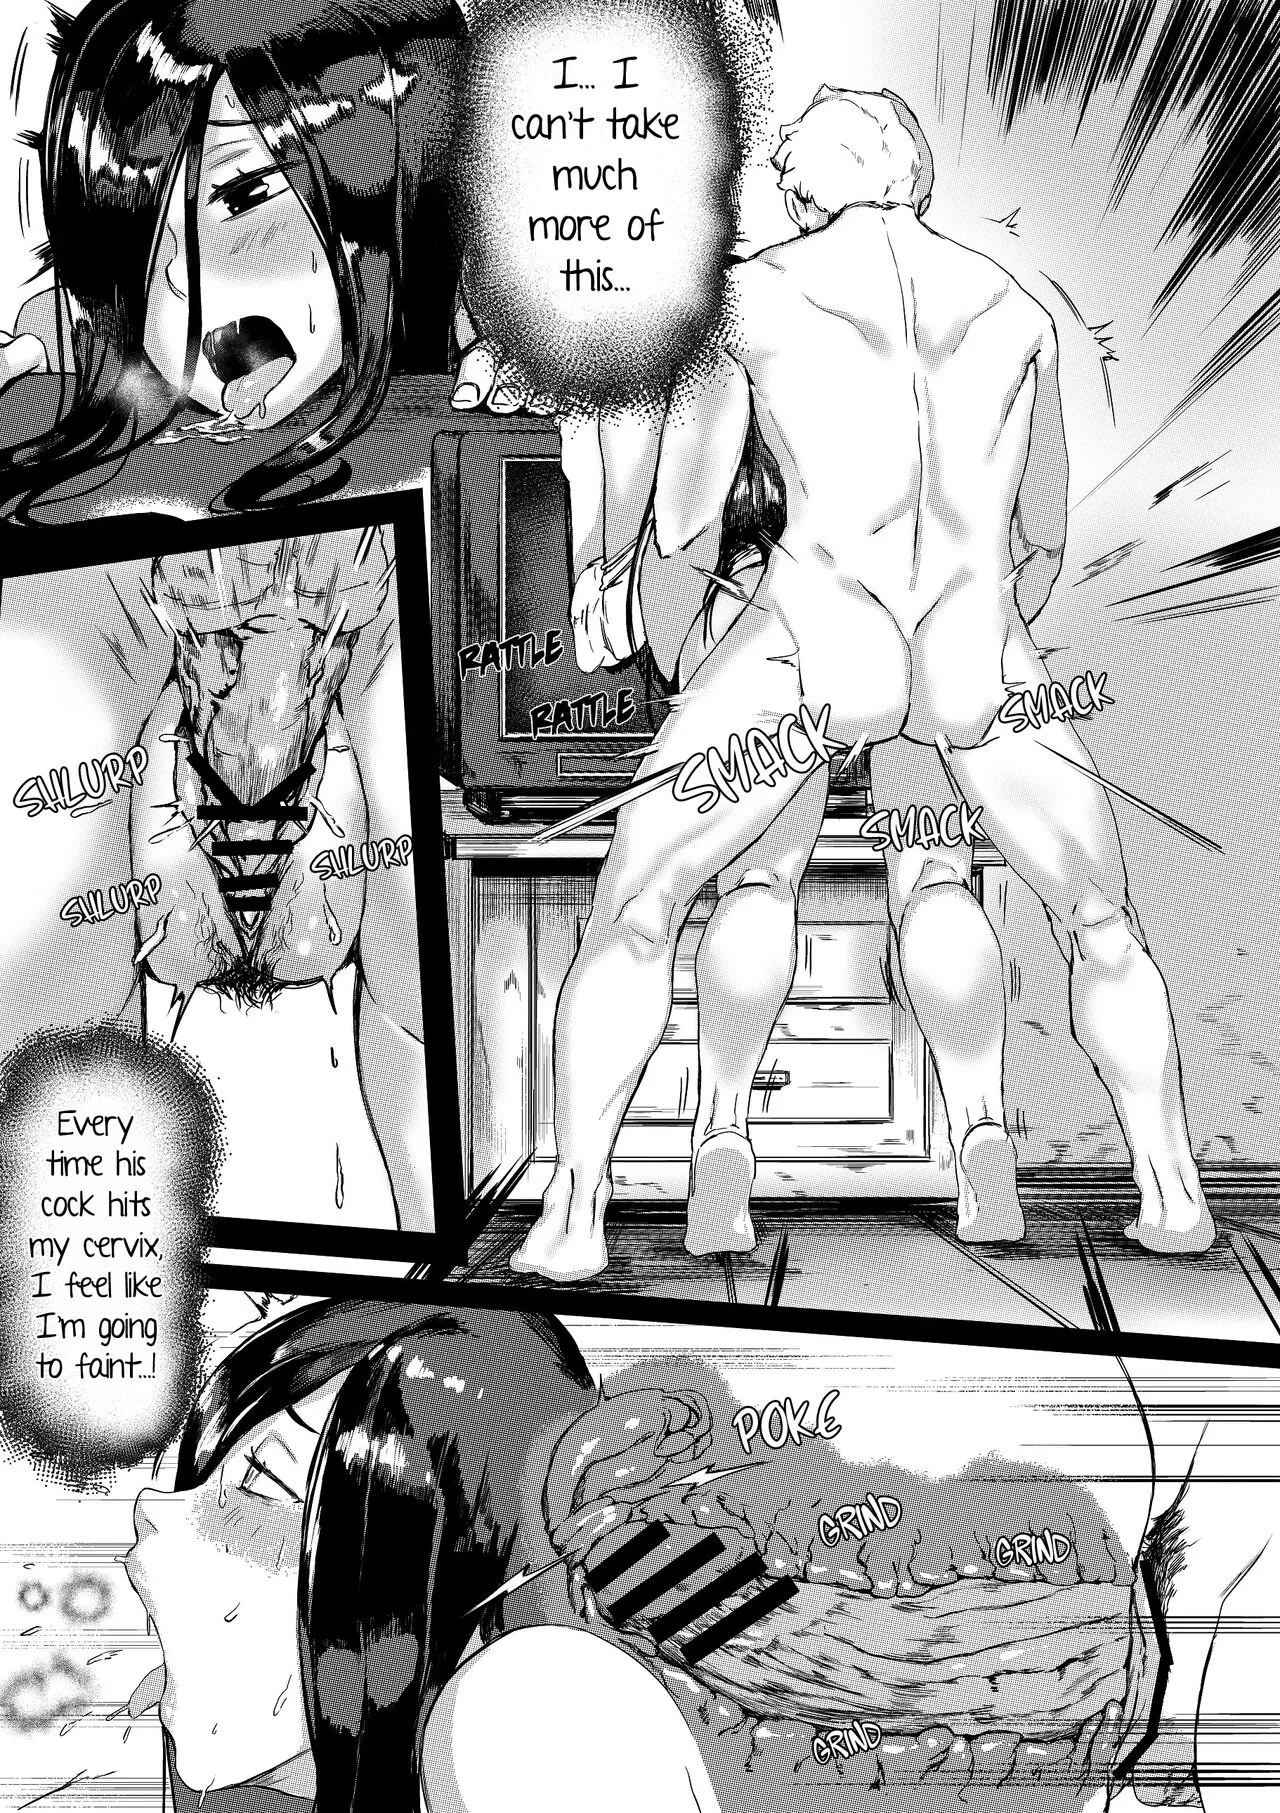 I... I
can't take
much
more of
this...
RATTLE
RATTLE
SMACK
SMACK
SMACK
SHLURP
SHLURP
SHLURP
Every
time his
cock hits
my cervix,
I feel like
I'm going
to faint...!
POKE
GRIND
GRIND
GRIND